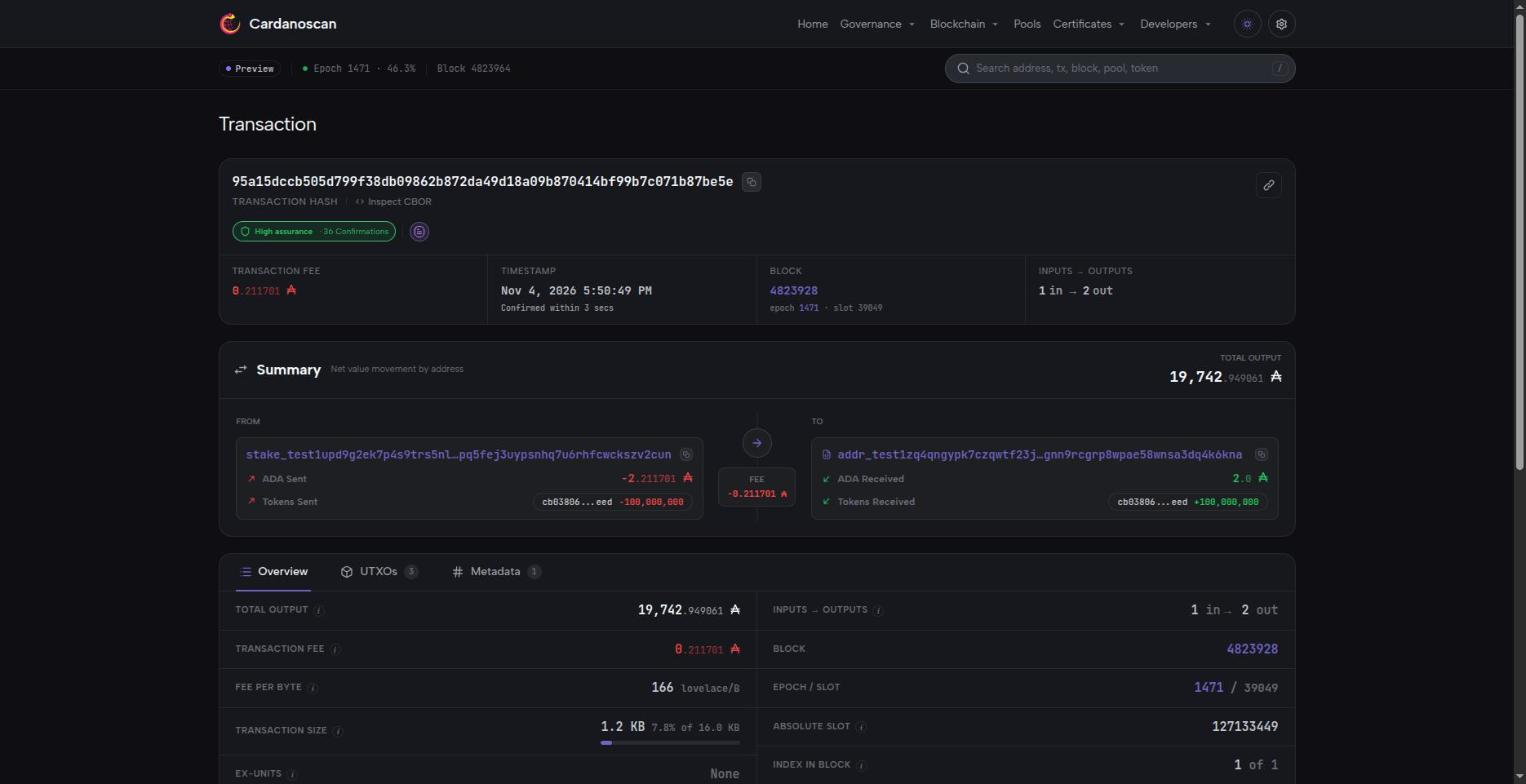 Cardanoscan
Home Governance Blockchain Pools Certificates Developers
Preview Epoch 1471 · 46.3% Block 4823964
Search address, tx, block, pool, token /
Transaction
95a15dccb505d799f38db09862b872da49d18a09b870414bf99b7c071b87be5e
TRANSACTION HASH <> Inspect CBOR
High assurance · 36 Confirmations
TRANSACTION FEE TIMESTAMP BLOCK INPUTS → OUTPUTS
0.211701 ₳ Nov 4, 2026 5:50:49 PM 4823928 1 in → 2 out
Confirmed within 3 secs epoch 1471 · slot 39049
Summary Net value movement by address
TOTAL OUTPUT
19,742.949061 ₳
FROM TO
stake_test1upd9g2ek7p4s9trs5nl…pq5fej3uypsnhq7u6rhfcwckszv2cun addr_test1zq4qngypk7czqwtf23j…gnn9rcgrp8wpae58wnsa3dq4k6kna
ADA Sent -2.211701 ₳ FEE ADA Received 2.0 ₳
-0.211701 ₳
Tokens Sent cb03806...eed -100,000,000 Tokens Received cb03806...eed +100,000,000
Overview UTXOs 3 Metadata 1
TOTAL OUTPUT i 19,742.949061 ₳ INPUTS → OUTPUTS i 1 in → 2 out
TRANSACTION FEE i 0.211701 ₳ BLOCK 4823928
FEE PER BYTE i 166 lovelace/B EPOCH / SLOT 1471 / 39049
TRANSACTION SIZE i 1.2 KB 7.8% of 16.0 KB ABSOLUTE SLOT i 127133449
EX-UNITS i None INDEX IN BLOCK i 1 of 1